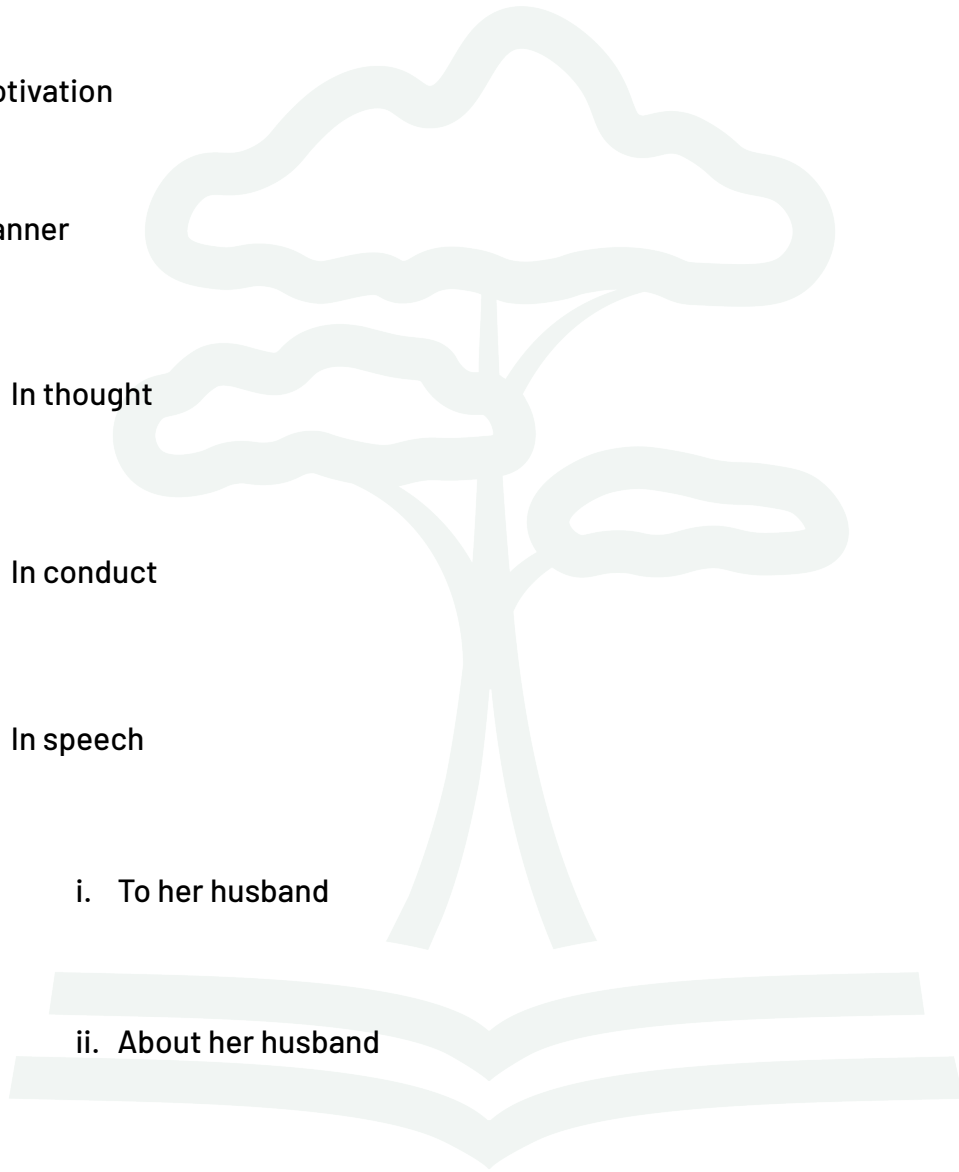 otivation
anner
In thought
In conduct
In speech
i. To her husband
ii. About her husband